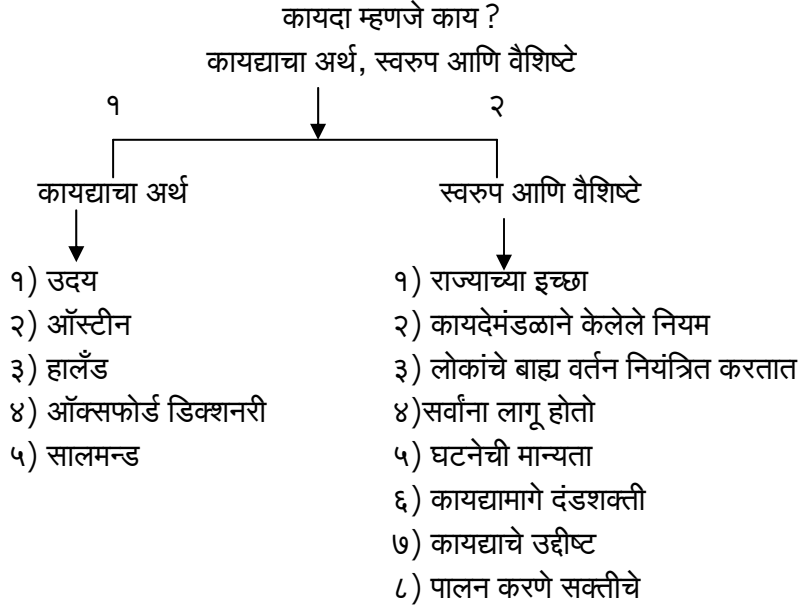 कायदा म्हणजे काय ?
कायद्याचा अर्थ, स्वरुप आणि वैशिष्टे
१
२
कायद्याचा अर्थ
स्वरुप आणि वैशिष्टे
१) उदय
२) ऑस्टीन
३) हालँड
४) ऑक्सफोर्ड डिक्शनरी
५) सालमन्ड
१) राज्याच्या इच्छा
२) कायदेमंडळाने केलेले नियम
३) लोकांचे बाह्य वर्तन नियंत्रित करतात
४)सर्वांना लागू होतो
५) घटनेची मान्यता
६) कायद्यामागे दंडशक्ती
७) कायद्याचे उद्दीष्ट
८) पालन करणे सक्तीचे